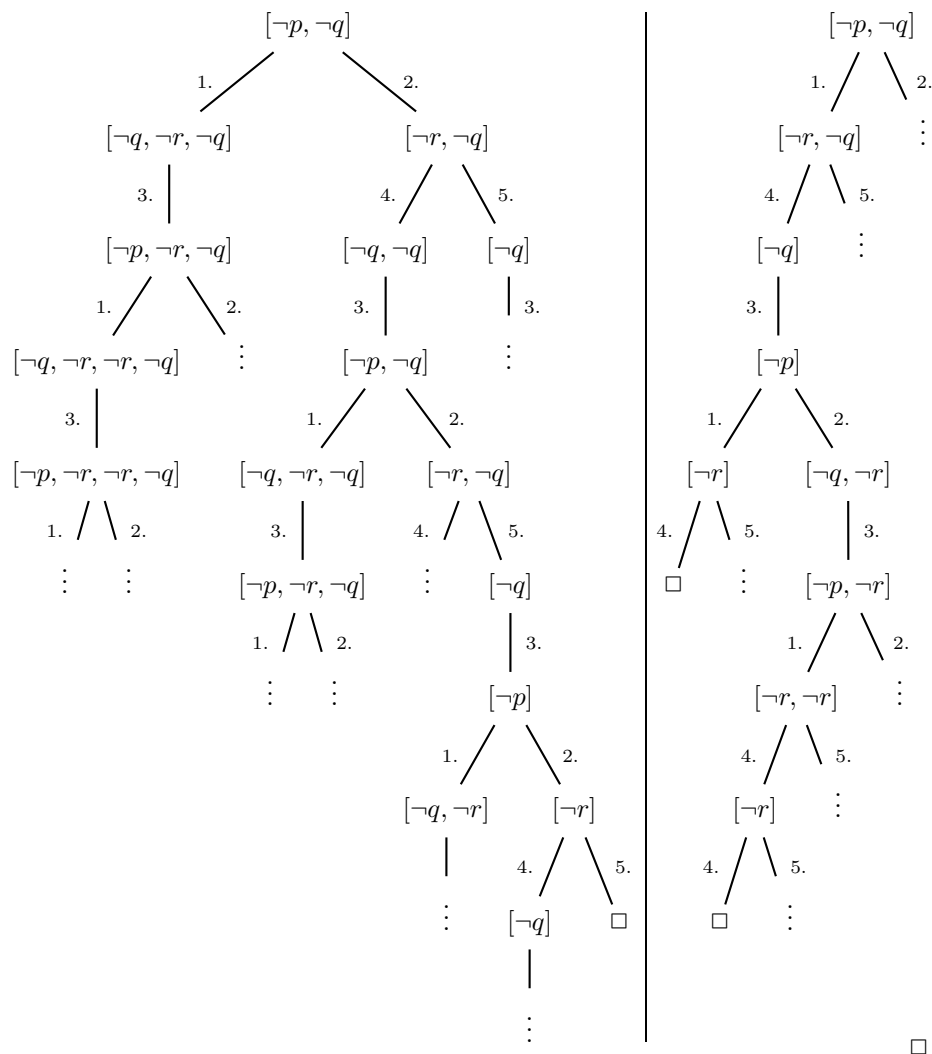 [¬p, ¬q]
1. 2.
[¬q, ¬r, ¬q] [¬r, ¬q]
3. 4. 5.
[¬p, ¬r, ¬q] [¬q, ¬q] [¬q]
1. 2. 3. 3.
[¬q, ¬r, ¬r, ¬q] ⋮ [¬p, ¬q] ⋮
3. 1. 2.
[¬p, ¬r, ¬r, ¬q] [¬q, ¬r, ¬q] [¬r, ¬q]
1. 2. 3. 4. 5.
⋮ ⋮ [¬p, ¬r, ¬q] ⋮ [¬q]
1. 2. 3.
⋮ ⋮ [¬p]
1. 2.
[¬q, ¬r] [¬r]
4. 5.
⋮ [¬q] □
⋮
[¬p, ¬q]
1. 2.
[¬r, ¬q] ⋮
4. 5.
[¬q] ⋮
3.
[¬p]
1. 2.
[¬r] [¬q, ¬r]
4. 5. 3.
□ ⋮ [¬p, ¬r]
1. 2.
[¬r, ¬r] ⋮
4. 5.
[¬r] ⋮
4. 5.
□ ⋮
□